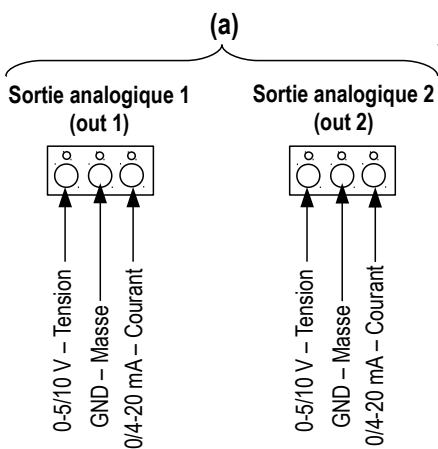 (a)
Sortie analogique 1
(out 1)
0-5/10 V – Tension
GND – Masse
0/4-20 mA – Courant
Sortie analogique 2
(out 2)
0-5/10 V – Tension
GND – Masse
0/4-20 mA – Courant